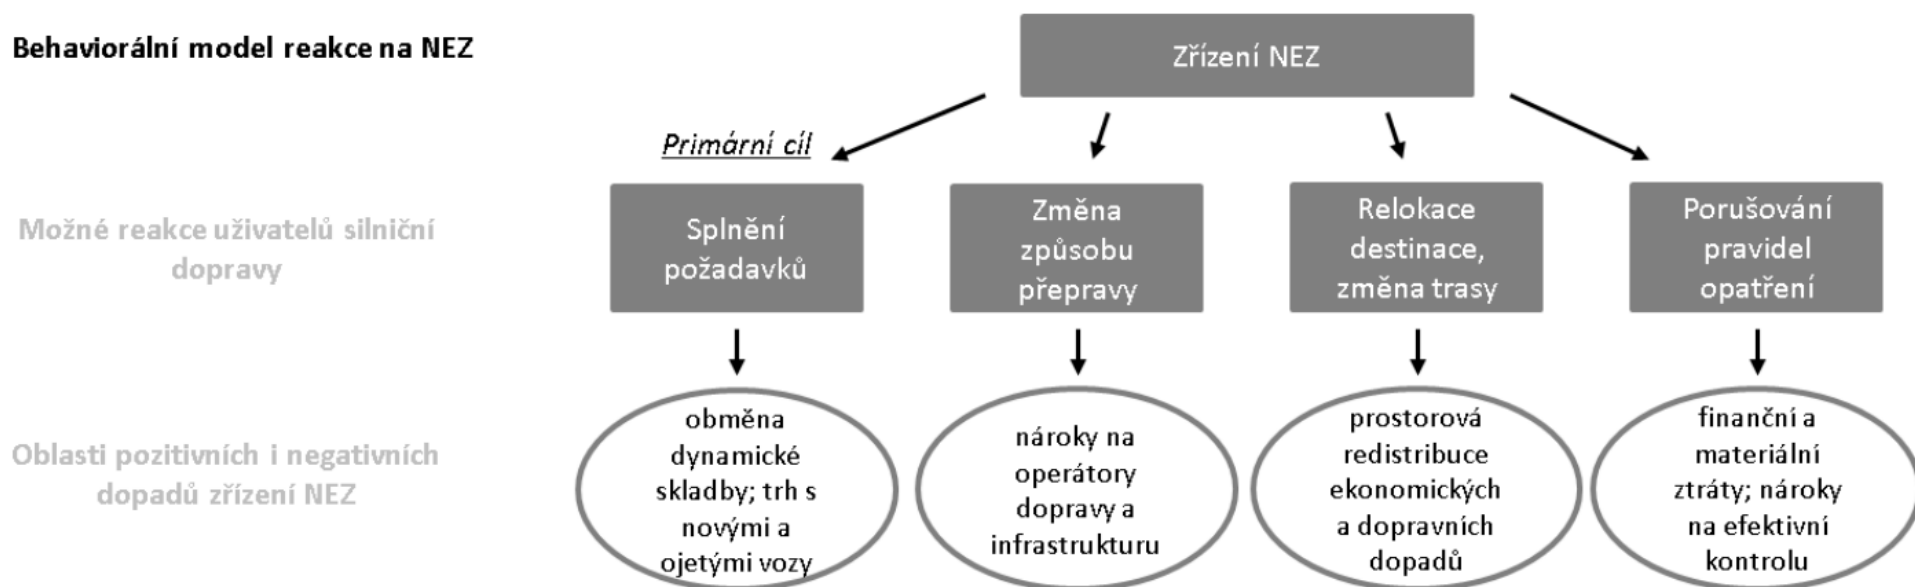 Behaviorální model reakce na NEZ
Zřízení NEZ
Primární cíl
Možné reakce uživatelů silniční
dopravy
Splnění
požadavků
Změna
způsobu
přepravy
Relokace
destinace,
změna trasy
Porušování
pravidel
opatření
Oblasti pozitivních i negativních
dopadů zřízení NEZ
obměna
dynamické
skladby; trh s
novými a
ojetými vozy
nároky na
operátory
dopravy a
infrastrukturu
prostorová
redistribuce
ekonomických
a dopravních
dopadů
finanční a
materiální
ztráty; nároky
na efektivní
kontrolu